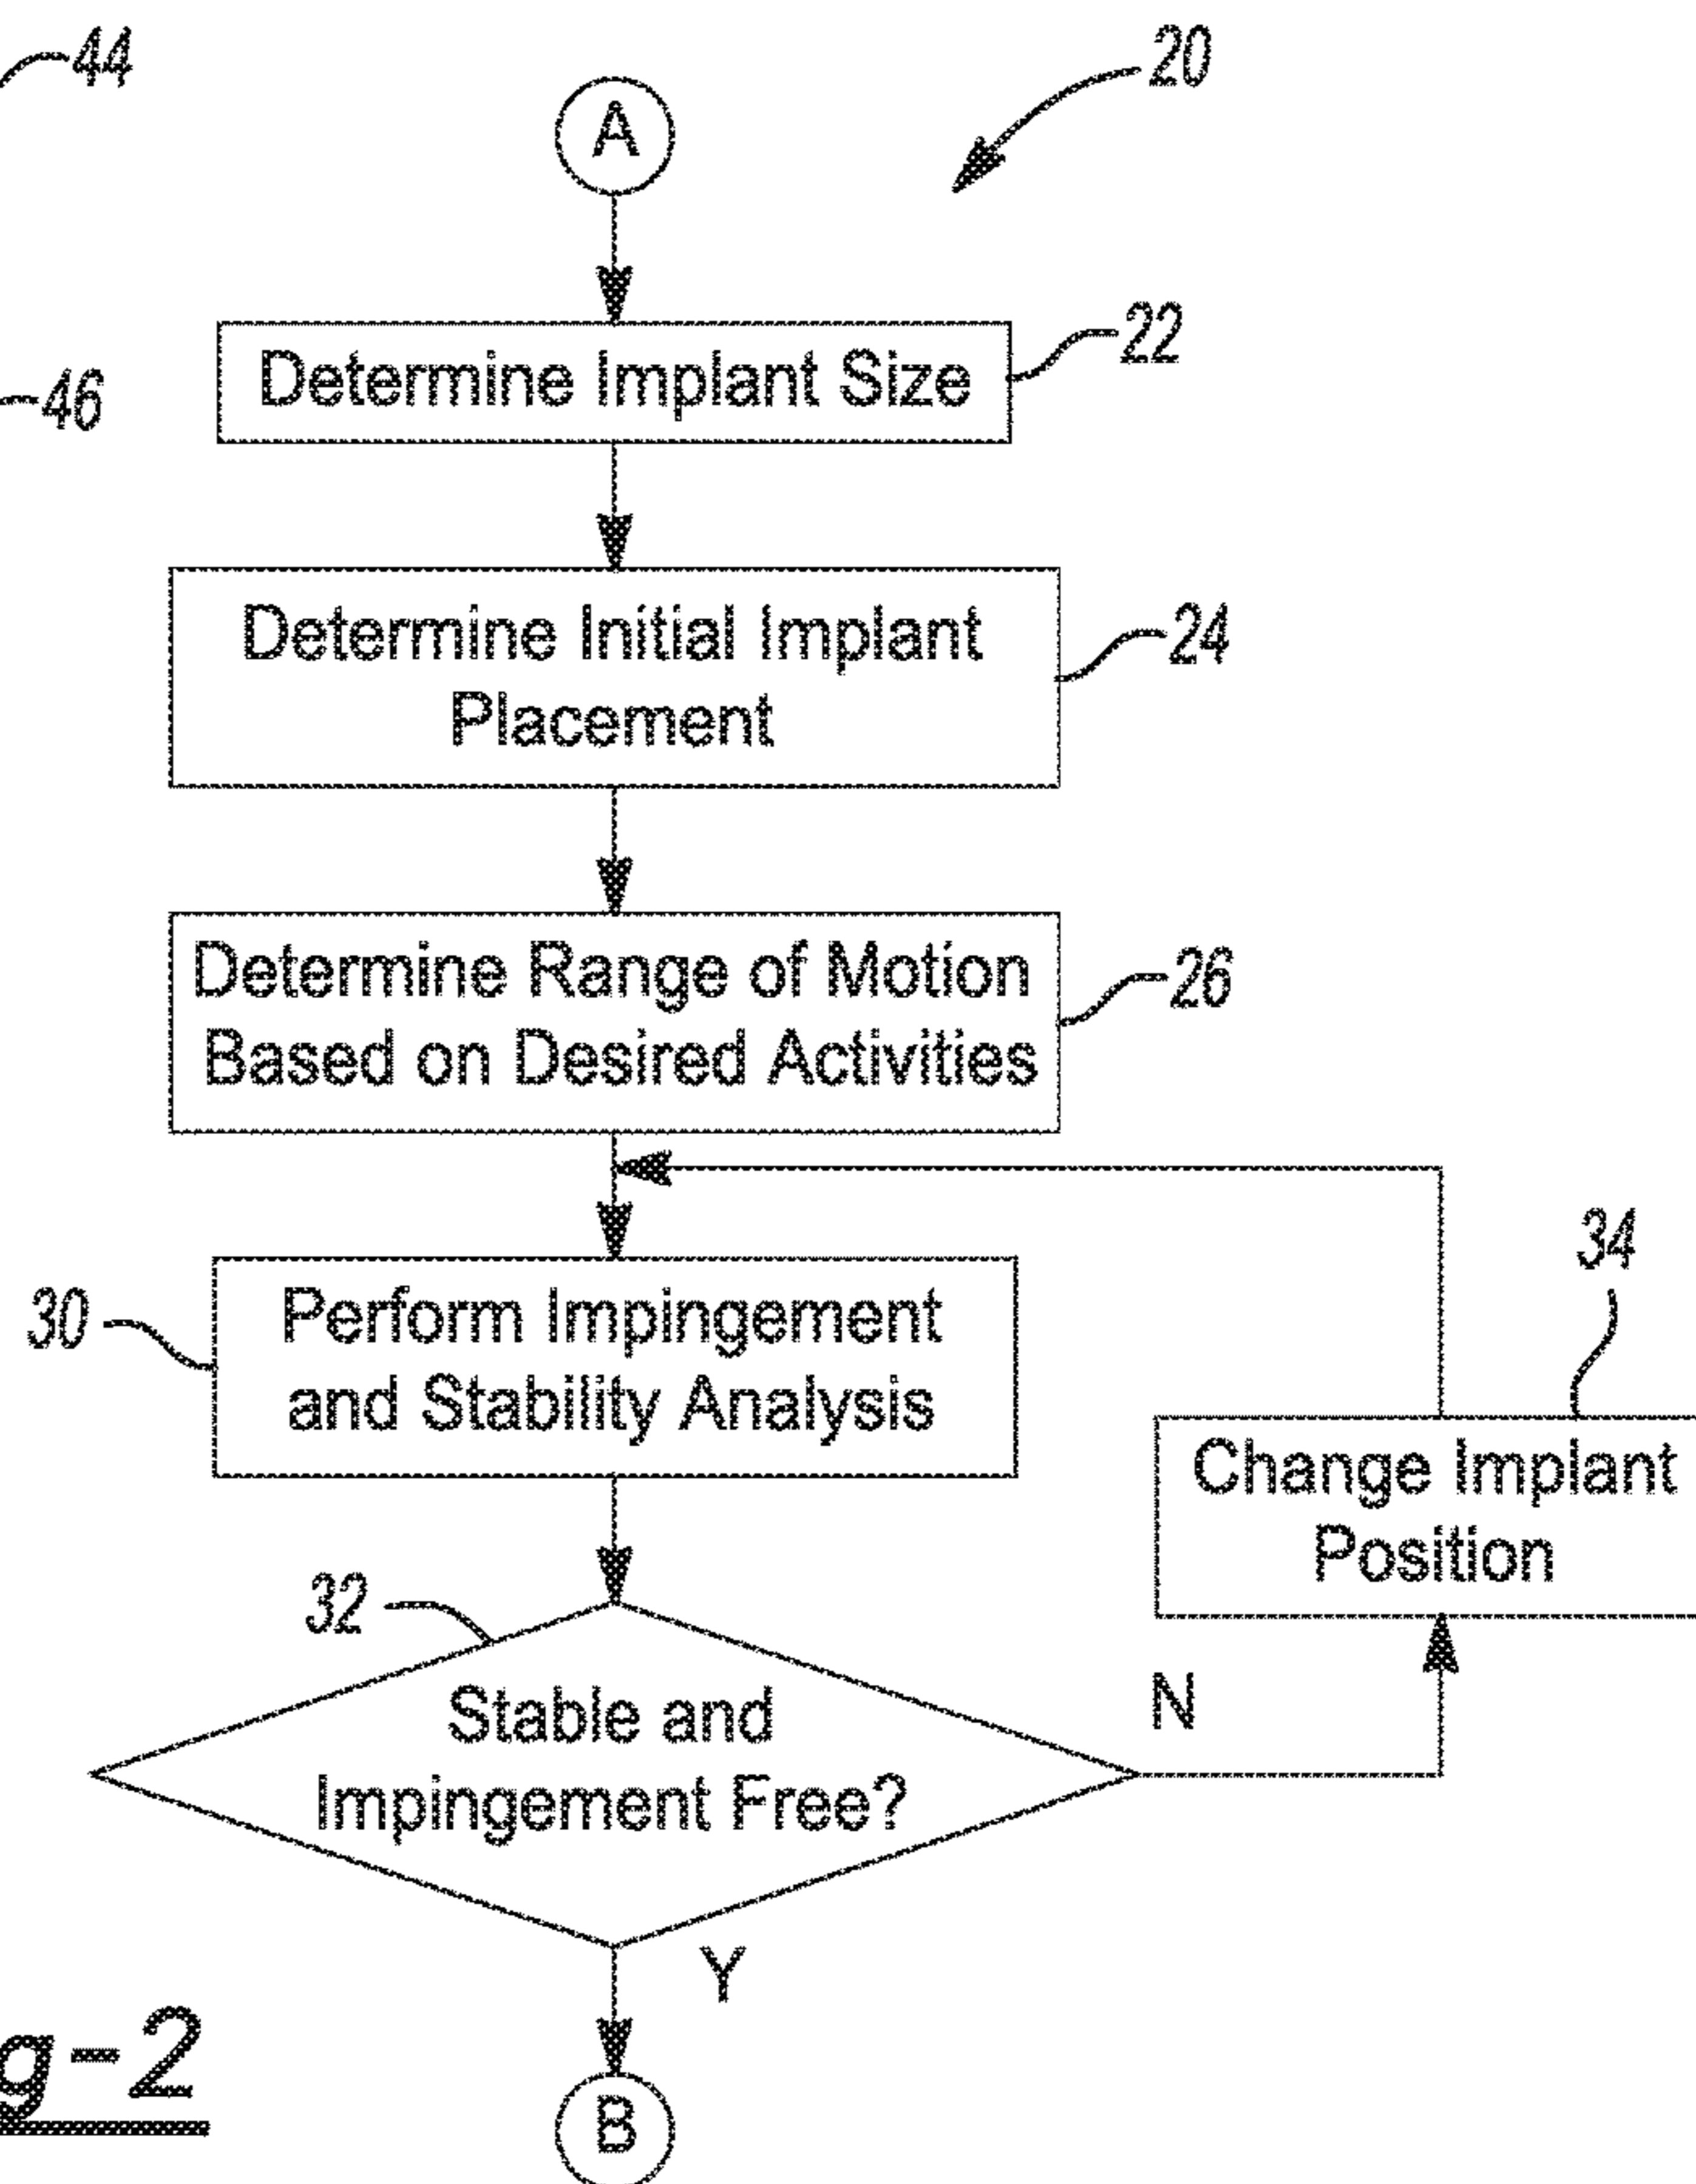 44
20
A
Determine Implant Size
22
46
Determine Initial Implant
Placement
24
Determine Range of Motion
Based on Desired Activities
26
30
Perform Impingement
and Stability Analysis
34
Change Implant
Position
32
Stable and
Impingement Free?
N
Y
g-2
B